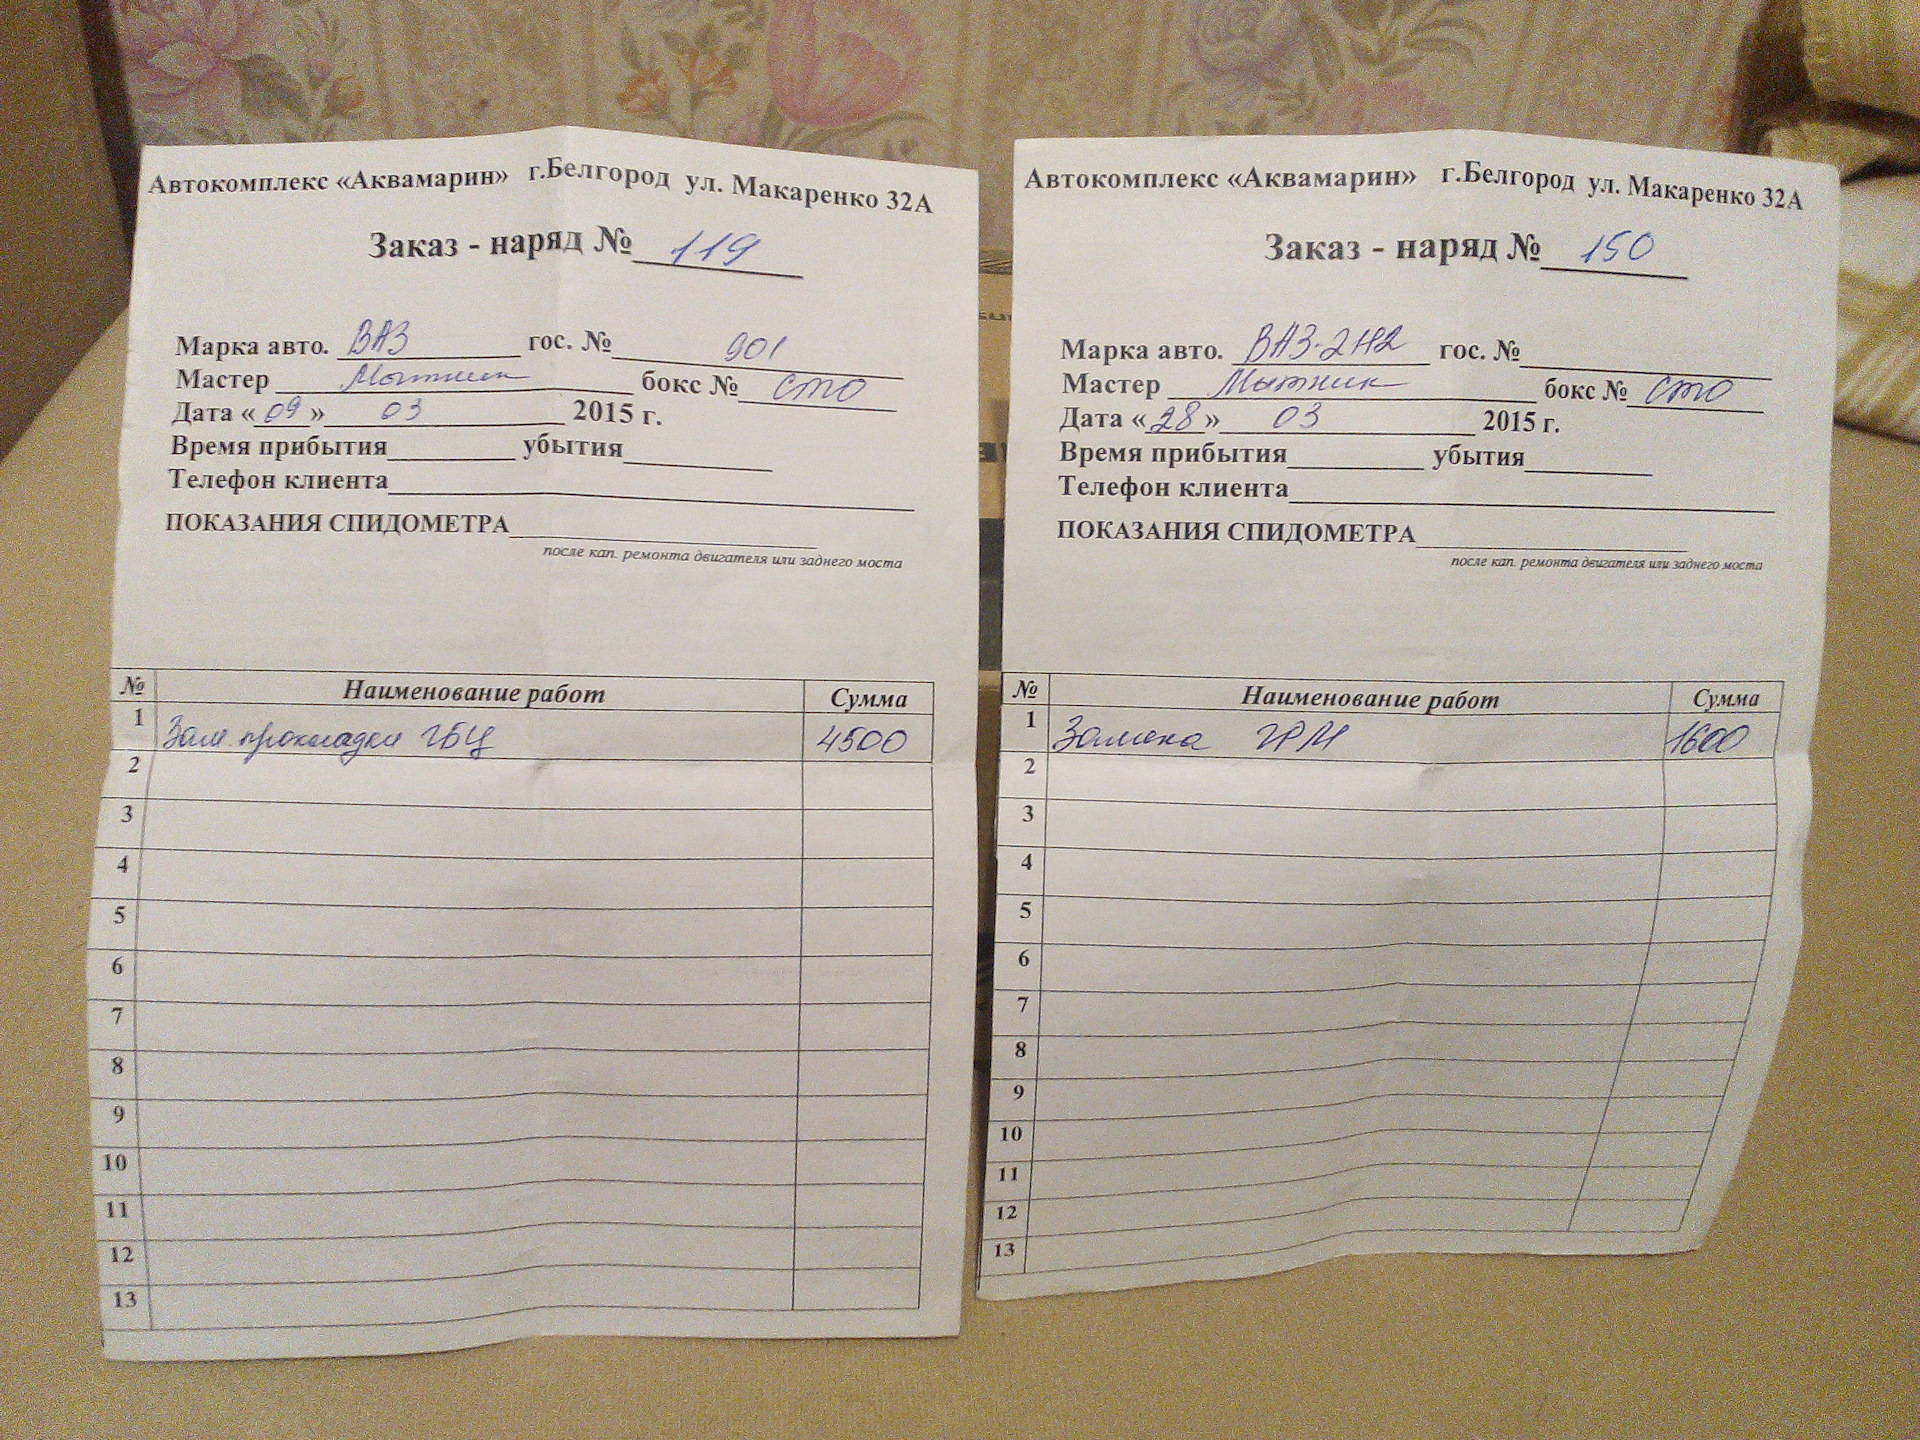 Автокомплекс «Аквамарин» г.Белгород ул. Макаренко 32А
Заказ - наряд № 119
Марка авто. ВАЗ гос. № 901
Мастер Мытник бокс № СТО
Дата « 09 » 03 2015 г.
Время прибытия убытия
Телефон клиента
ПОКАЗАНИЯ СПИДОМЕТРА
после кап. ремонта двигателя или заднего моста
№ Наименование работ Сумма
1 Зам. прокладки ГБЦ 4500
2
3
4
5
6
7
8
9
10
11
12
13
Автокомплекс «Аквамарин» г.Белгород ул. Макаренко 32А
Заказ - наряд № 150
Марка авто. ВАЗ-2112 гос. №
Мастер Мытник бокс № СТО
Дата « 28 » 03 2015 г.
Время прибытия убытия
Телефон клиента
ПОКАЗАНИЯ СПИДОМЕТРА
после кап. ремонта двигателя или заднего моста
№ Наименование работ Сумма
1 Замена ГРМ 1600
2
3
4
5
6
7
8
9
10
11
12
13